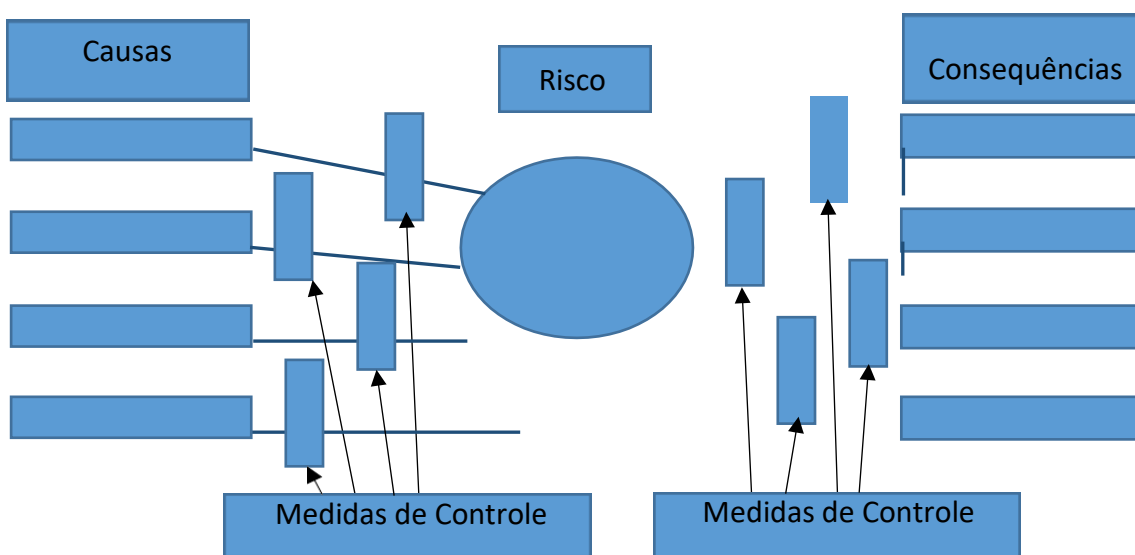 Causas
Risco
Consequências
Medidas de Controle
Medidas de Controle